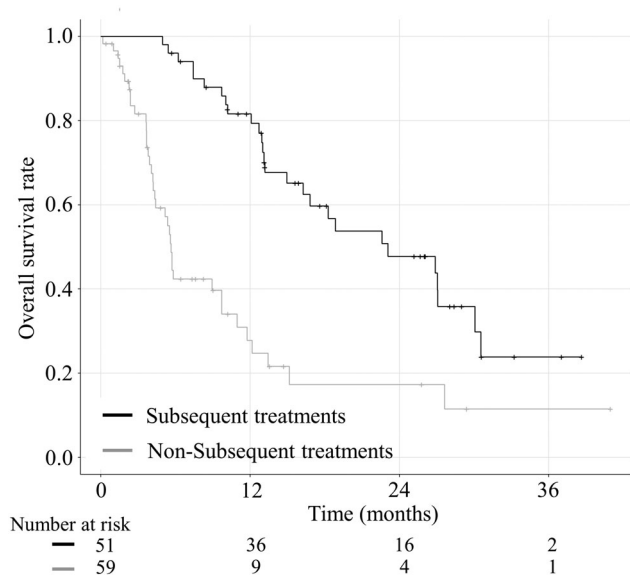 Overall survival rate
1.0
0.8
0.6
0.4
0.2
0.0
Subsequent treatments
Non-Subsequent treatments
0 12 24 36
Time (months)
Number at risk
51 36 16 2
59 9 4 1